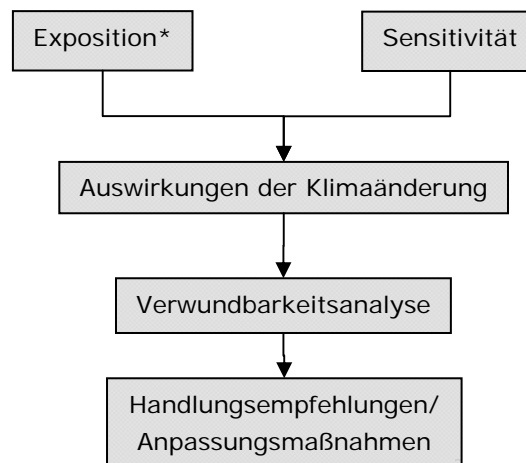 Exposition*
Sensitivität
Auswirkungen der Klimaänderung
Verwundbarkeitsanalyse
Handlungsempfehlungen/
Anpassungsmaßnahmen